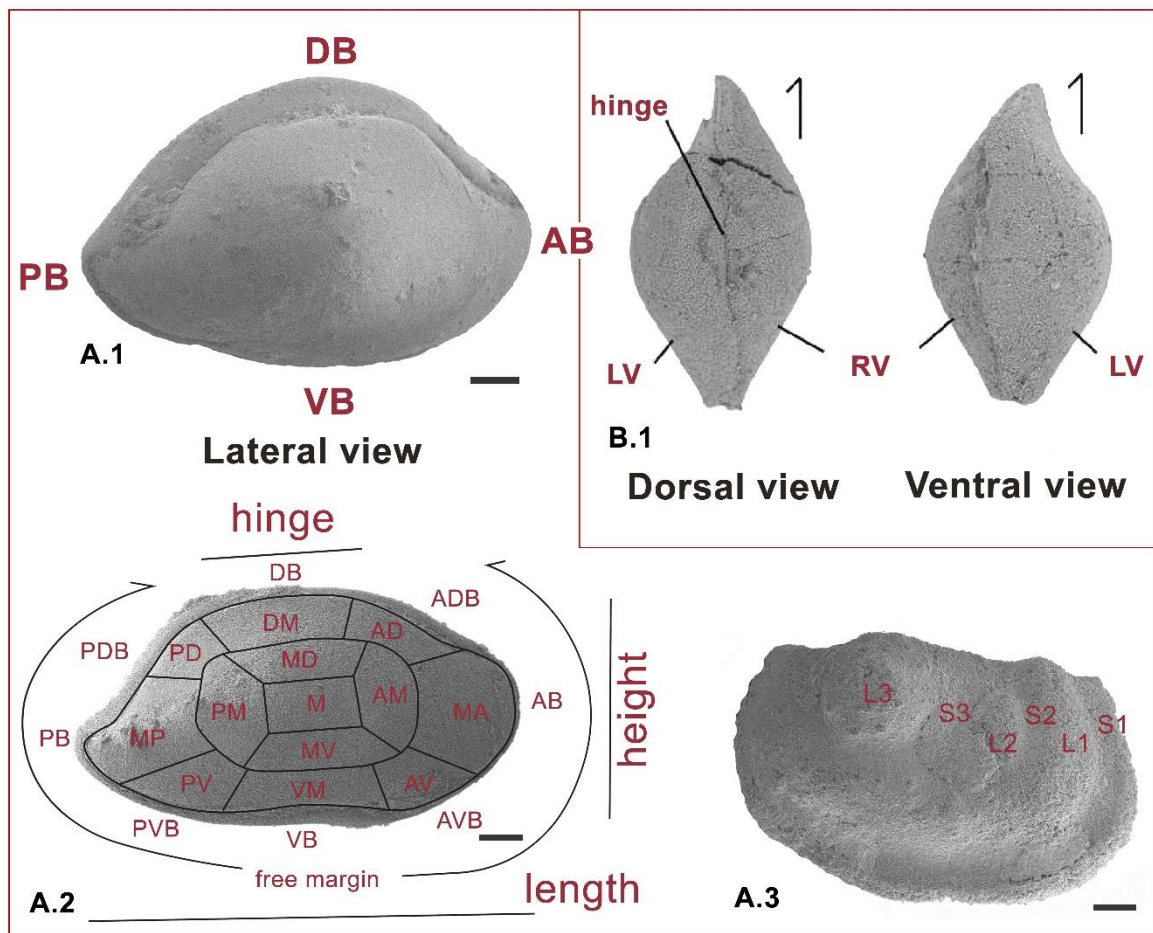 DB
PB
AB
A.1
VB
Lateral view
hinge
LV
RV
LV
B.1
Dorsal view
Ventral view
hinge
DB
ADB
PDB
PD
DM
AD
MD
PB
MP
PM
M
AM
MA
AB
MV
PV
VM
AV
PVB
VB
AVB
free margin
length
height
A.2
L3
S3
L2
S2
L1
S1
A.3